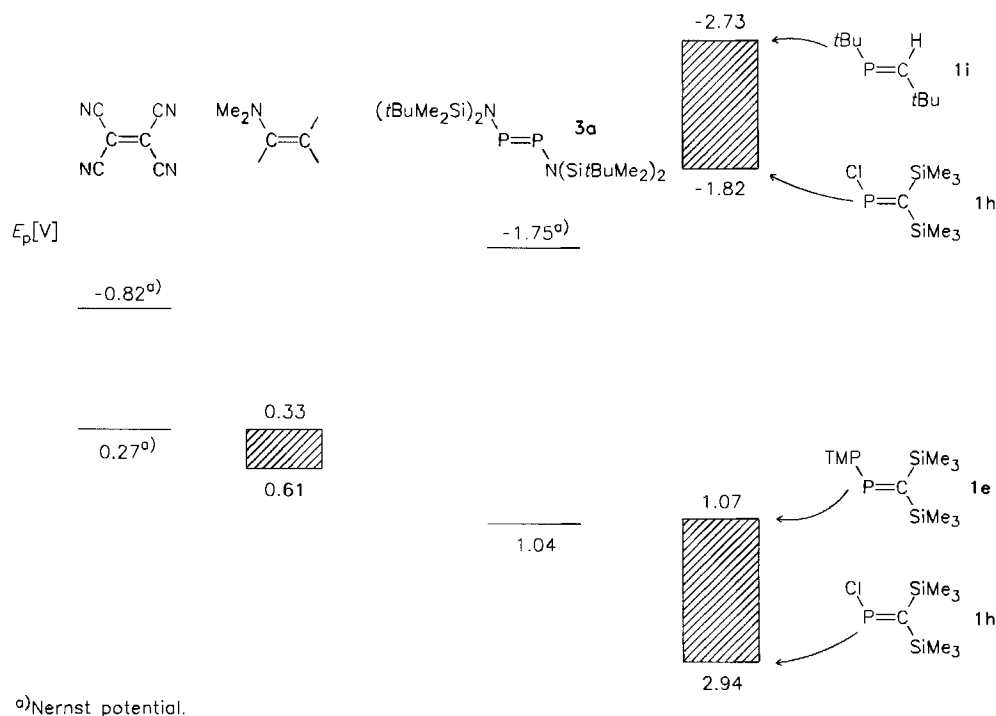 -2.73
tBu
H
P=C
1i
tBu
NC
CN
C=C
NC
CN
Me2N
C=C
(tBuMe2Si)2N
P=P
3a
N(SitBuMe2)2
-1.82
Cl
SiMe3
P=C
1h
SiMe3
Ep[V]
-1.75a)
-0.82a)
0.27a)
0.33
0.61
1.04
TMP
SiMe3
P=C
1e
SiMe3
1.07
Cl
SiMe3
P=C
1h
SiMe3
2.94
a)Nernst potential.